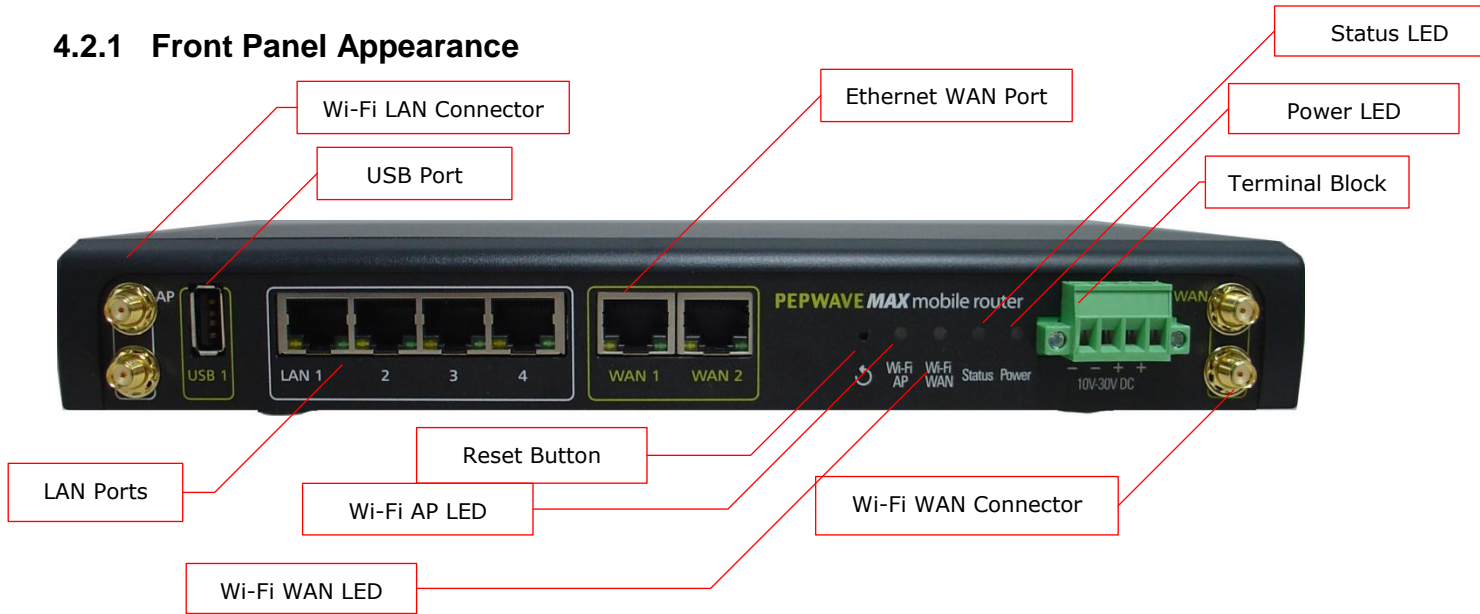 4.2.1 Front Panel Appearance
Status LED
Wi-Fi LAN Connector
Ethernet WAN Port
Power LED
USB Port
Terminal Block
AP
USB 1
LAN 1 2 3 4
WAN 1 WAN 2
PEPWAVE MAX mobile router
Wi-Fi AP
Wi-Fi WAN
Status
Power
WAN
– – + +
10V-30V DC
Reset Button
LAN Ports
Wi-Fi AP LED
Wi-Fi WAN Connector
Wi-Fi WAN LED